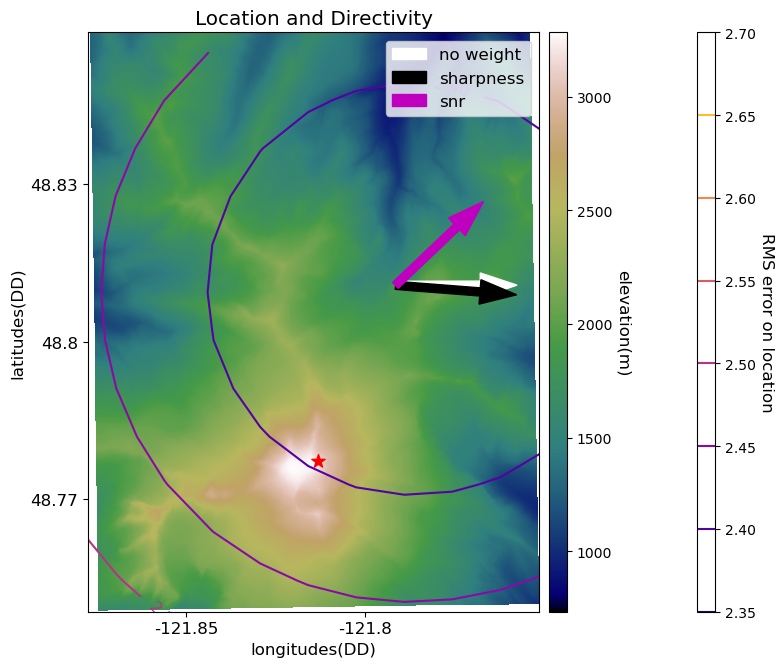 Location and Directivity
no weight
sharpness
snr
48.83
48.8
48.77
latitudes(DD)
-121.85
-121.8
longitudes(DD)
3000
2500
2000
1500
1000
elevation(m)
2.70
2.65
2.60
2.55
2.50
2.45
2.40
2.35
RMS error on location